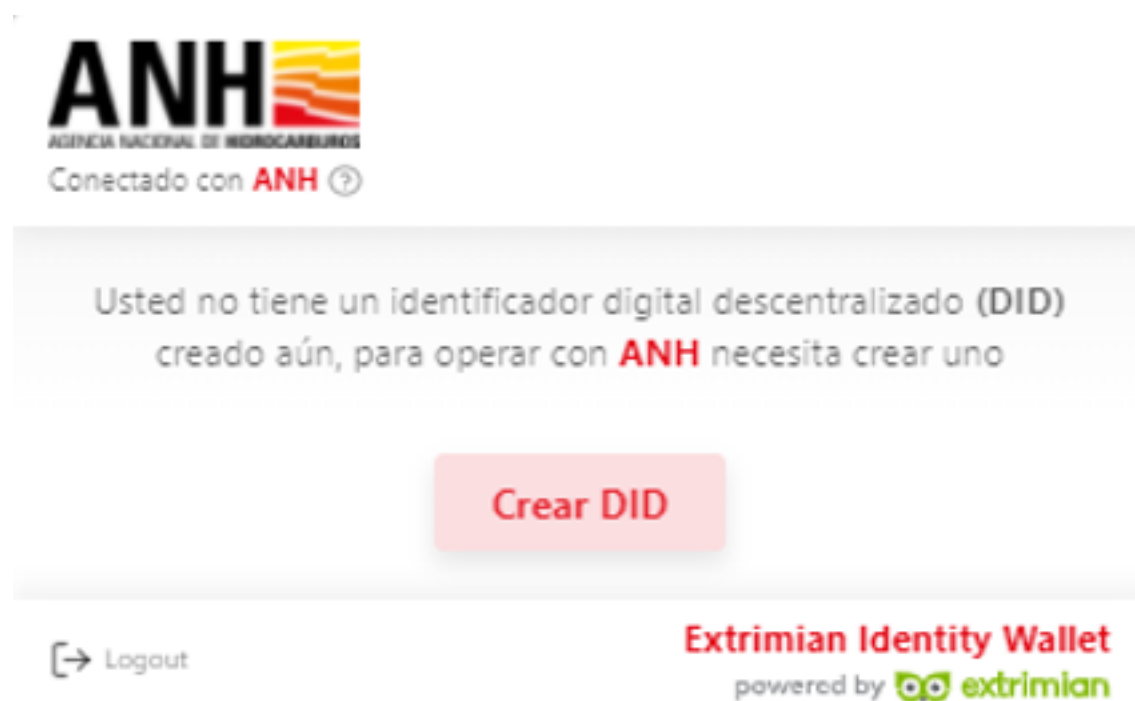 ANH
AGENCIA NACIONAL DE HIDROCARBUROS
Conectado con ANH ?
Usted no tiene un identificador digital descentralizado (DID)
creado aún, para operar con ANH necesita crear uno
Crear DID
Logout
Extrimian Identity Wallet
powered by extrimian